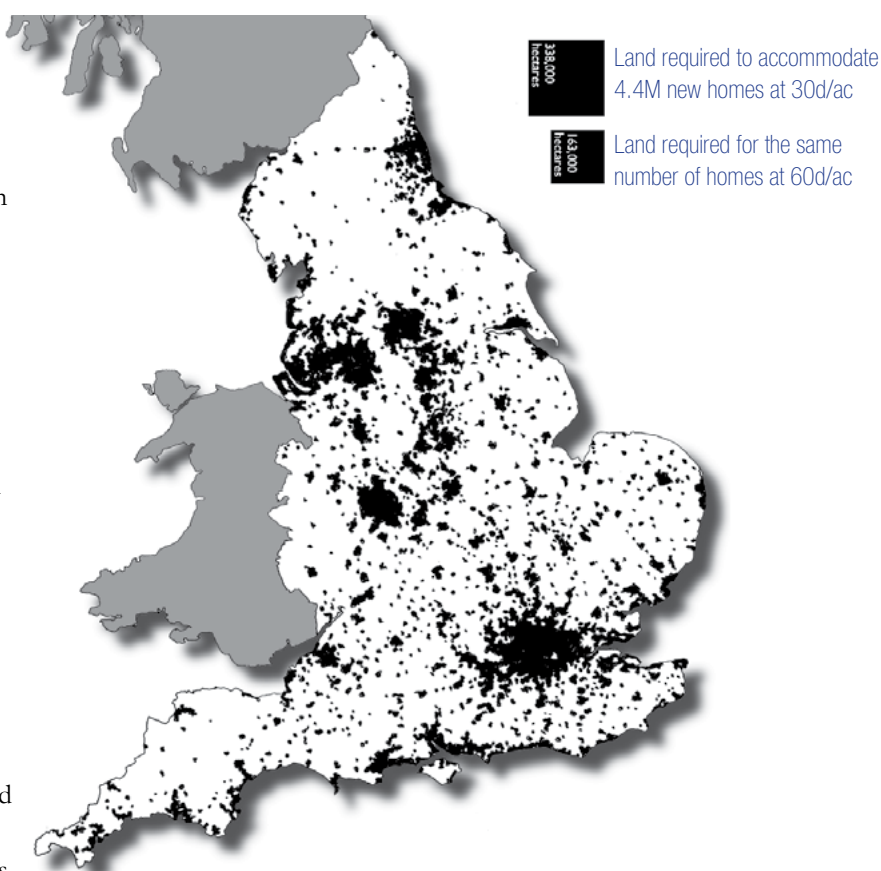 338,000
hectares
Land required to accommodate
4.4M new homes at 30d/ac
163,000
hectares
Land required for the same
number of homes at 60d/ac